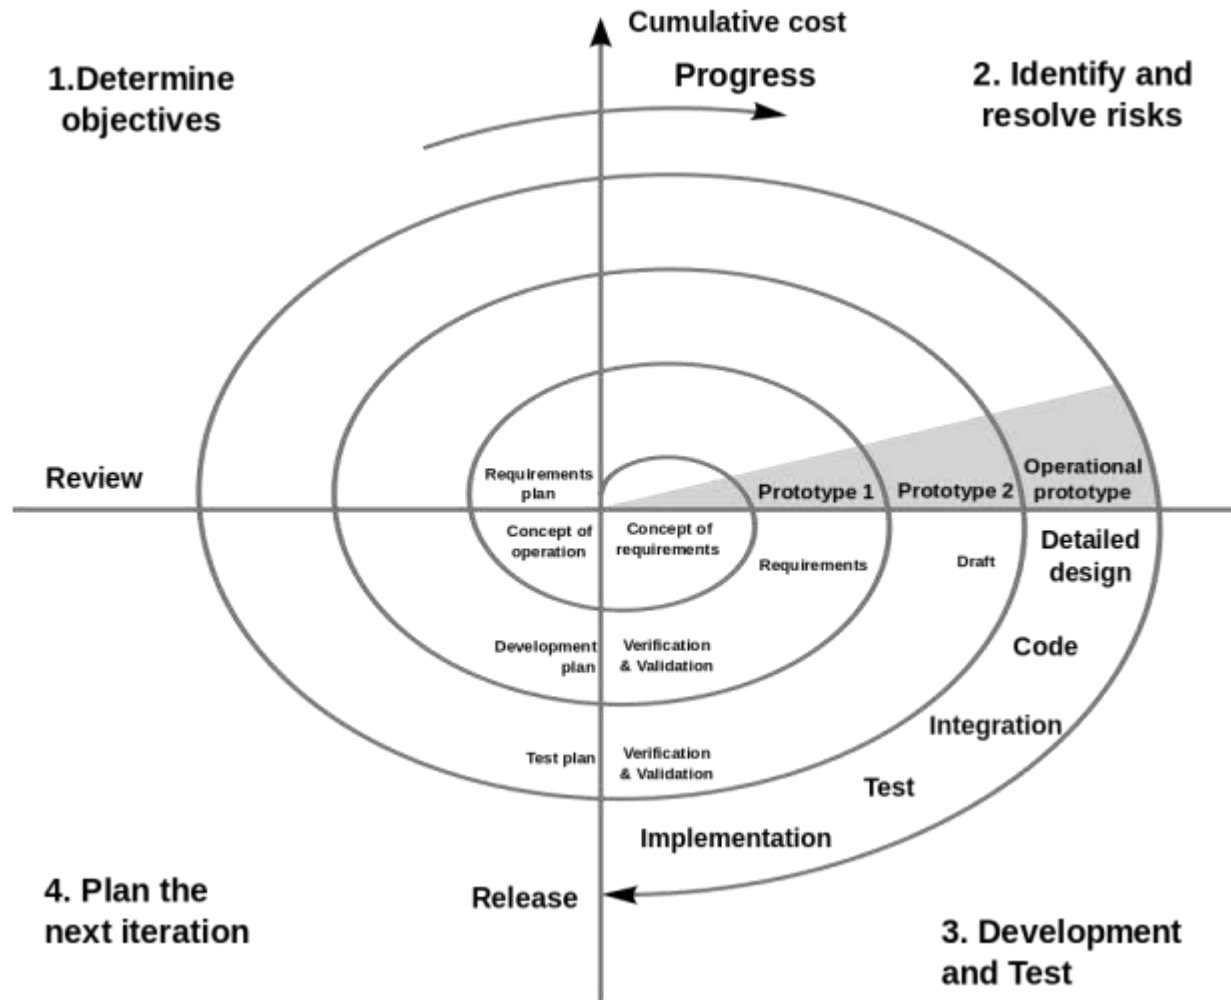 Cumulative cost
Progress
1.Determine
objectives
2. Identify and
resolve risks
Review
Requirements
plan
Prototype 1
Prototype 2
Operational
prototype
Concept of
operation
Concept of
requirements
Requirements
Draft
Detailed
design
Development
plan
Verification
& Validation
Code
Integration
Test plan
Verification
& Validation
Test
Implementation
Release
4. Plan the
next iteration
3. Development
and Test